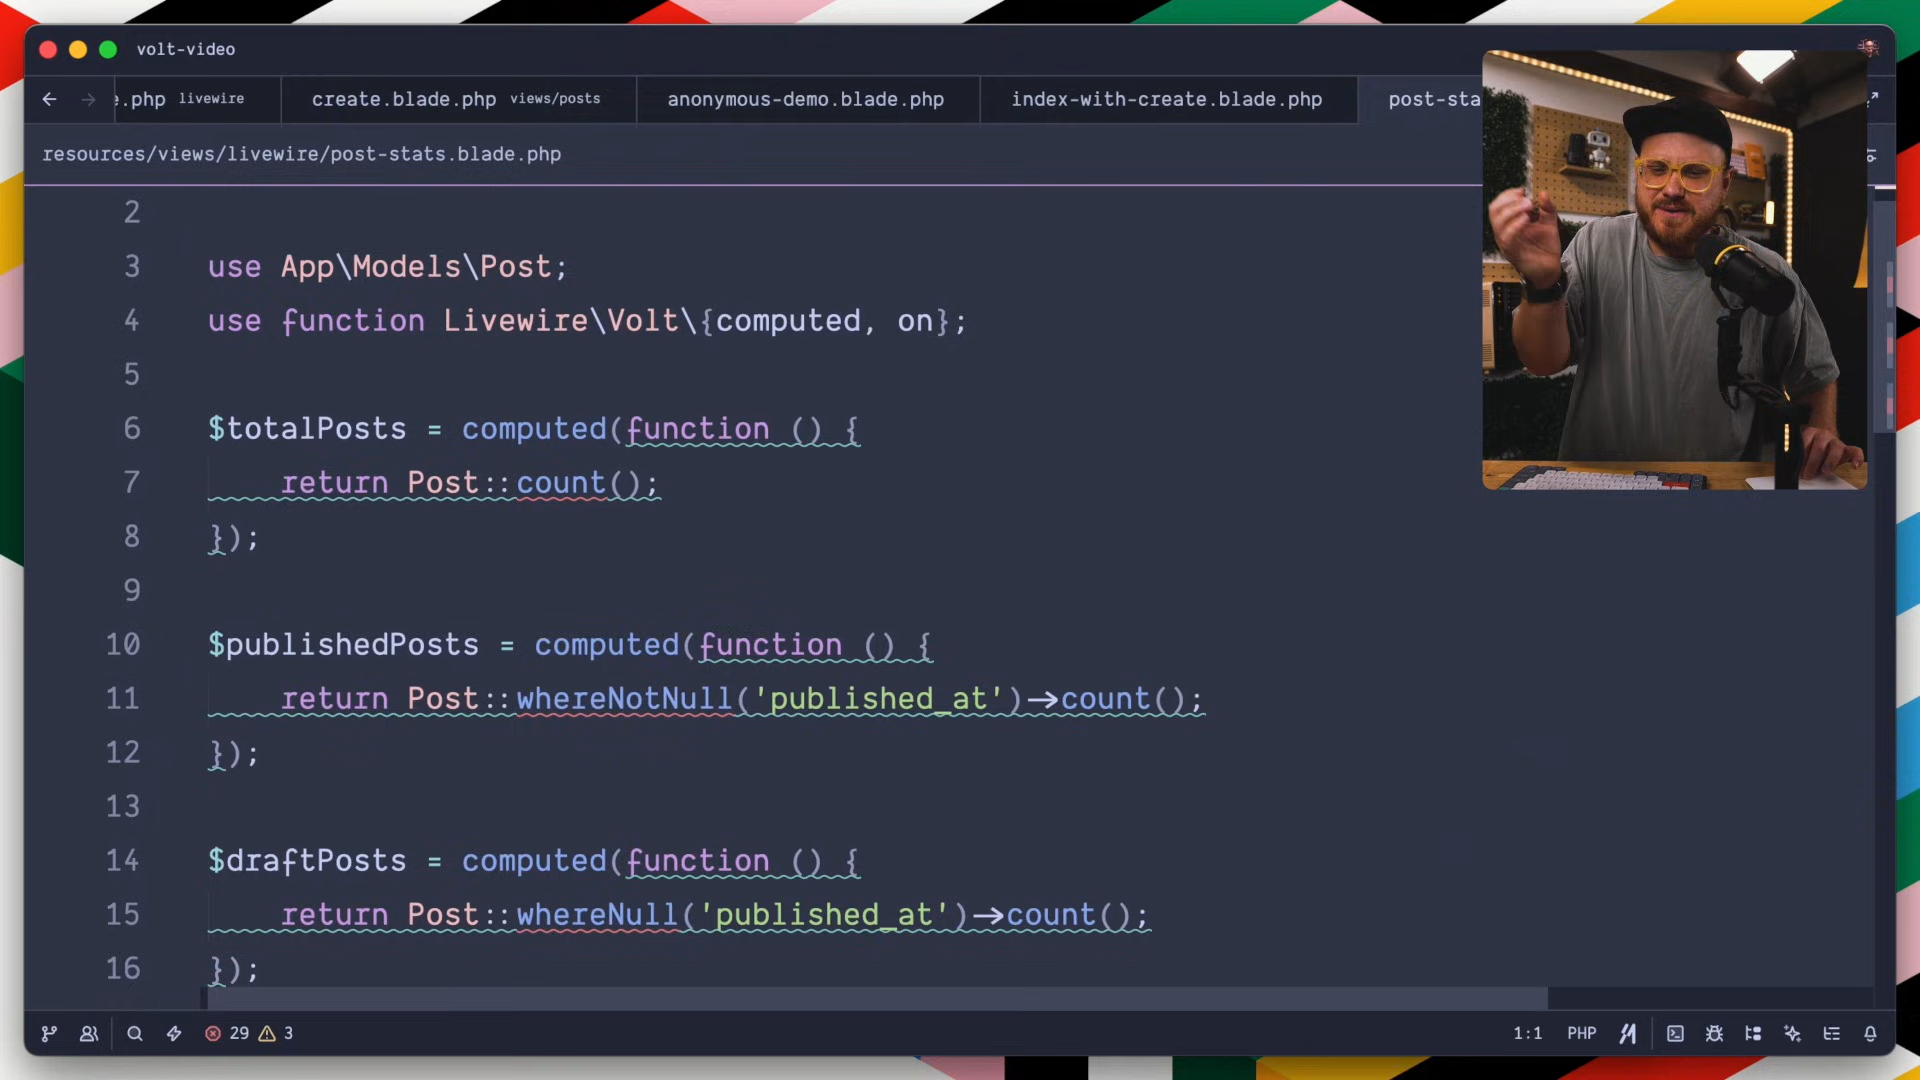 volt-video
e.php livewire
create.blade.php views/posts
anonymous-demo.blade.php
index-with-create.blade.php
post-sta
resources/views/livewire/post-stats.blade.php
2
3 use App\Models\Post;
4 use function Livewire\Volt\{computed, on};
5
6 $totalPosts = computed(function () {
7 return Post::count();
8 });
9
10 $publishedPosts = computed(function () {
11 return Post::whereNotNull('published_at')->count();
12 });
13
14 $draftPosts = computed(function () {
15 return Post::whereNull('published_at')->count();
16 });
29 3
1:1 PHP